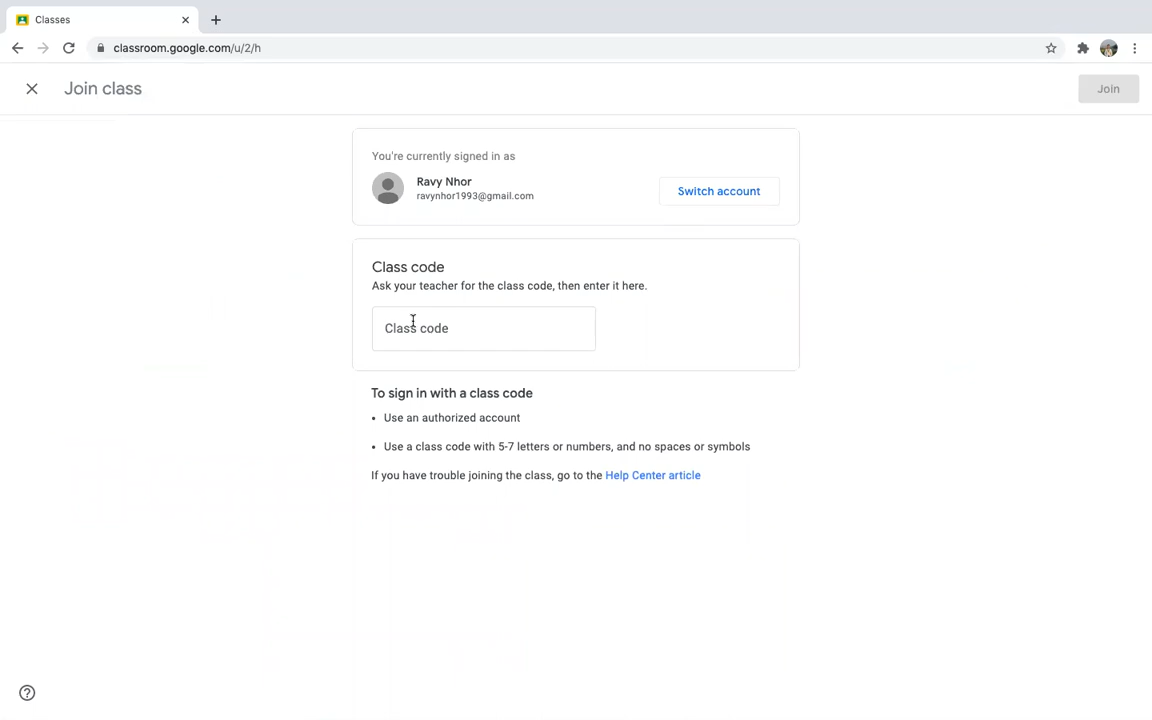 Classes
classroom.google.com/u/2/h
Join class
Join
You're currently signed in as
Ravy Nhor
ravynhor1993@gmail.com
Switch account
Class code
Ask your teacher for the class code, then enter it here.
Class code
To sign in with a class code
• Use an authorized account
• Use a class code with 5-7 letters or numbers, and no spaces or symbols
If you have trouble joining the class, go to the Help Center article